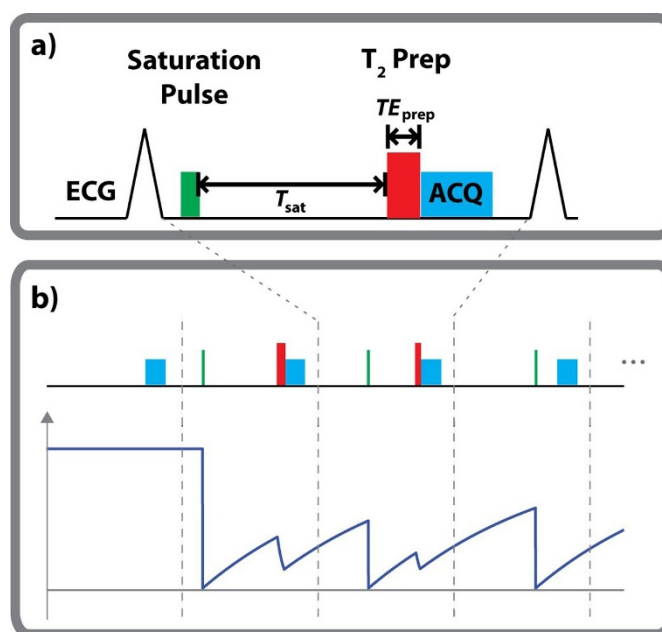 a)
Saturation
Pulse
T₂ Prep
TEprep
ECG
Tsat
ACQ
b)
...